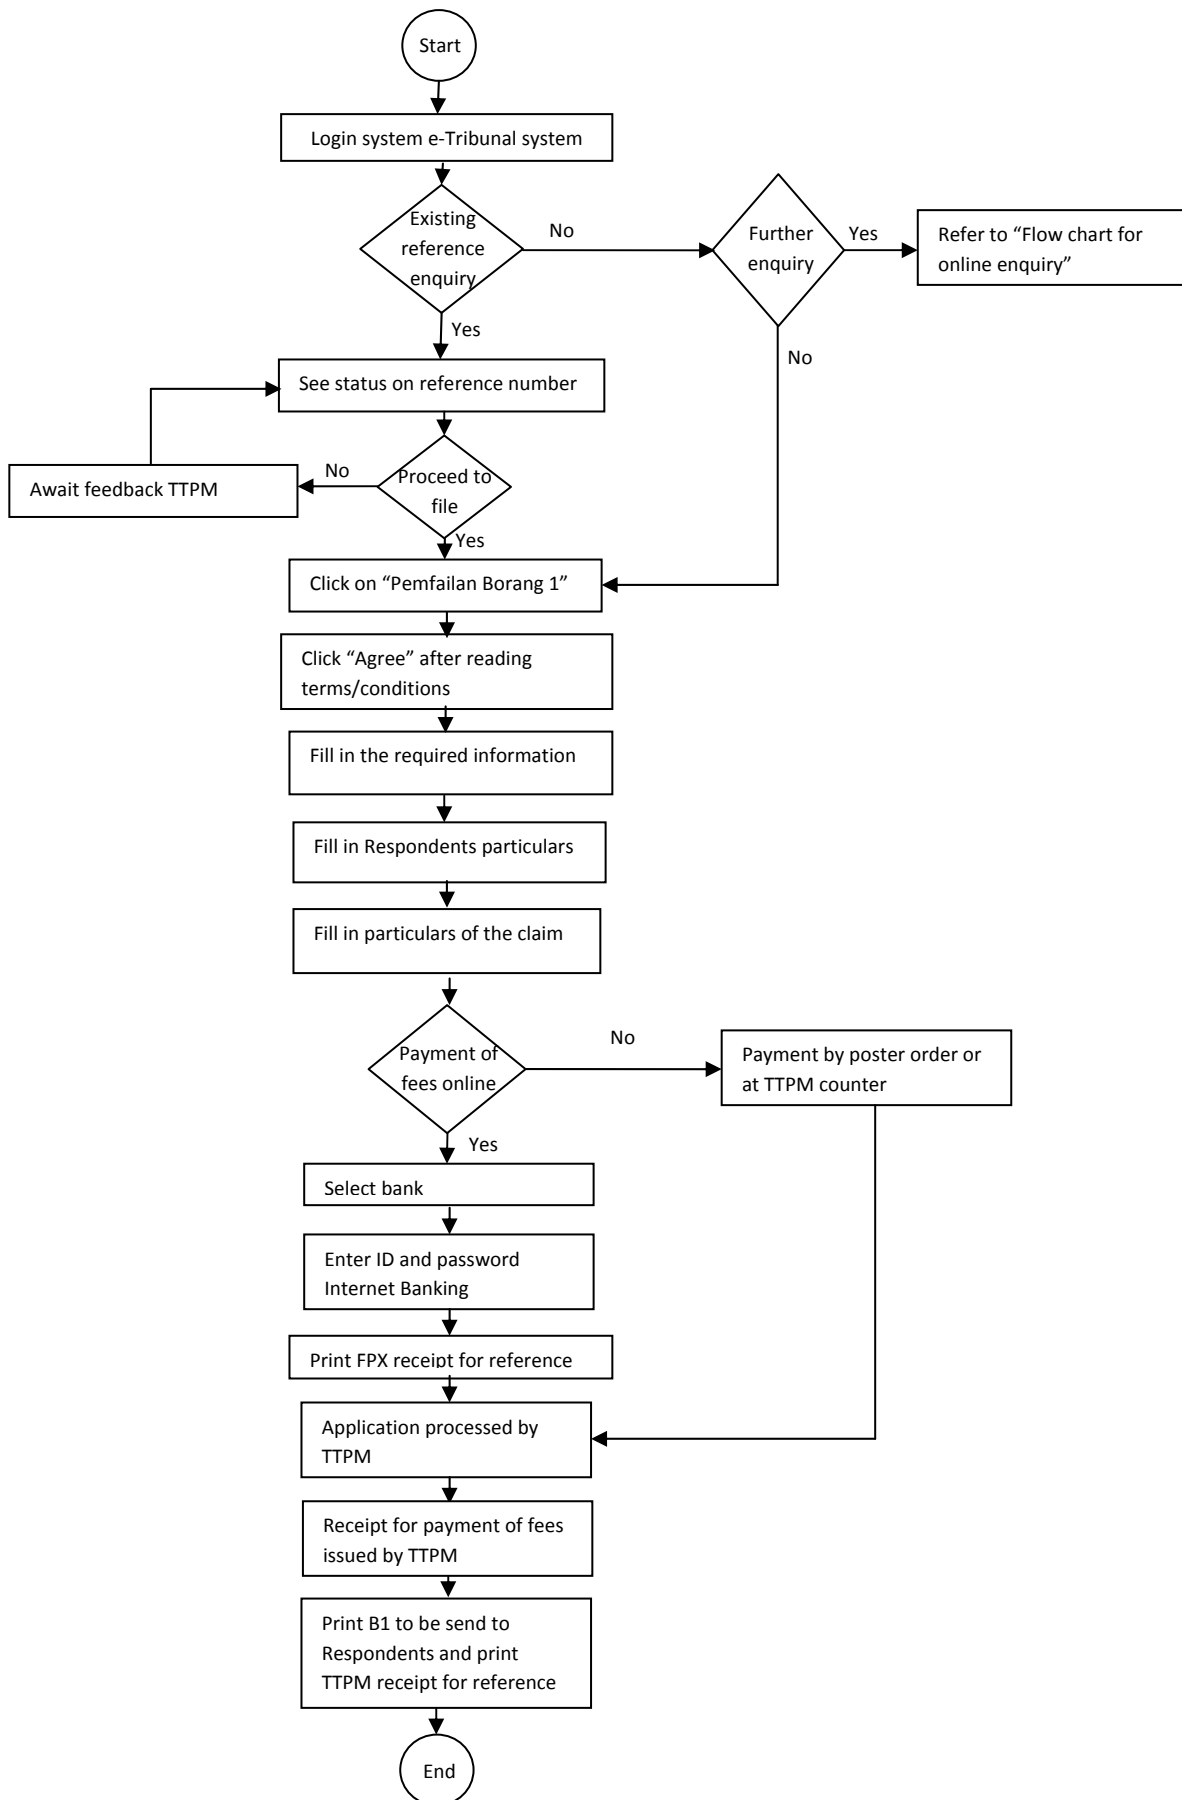 Start
Login system e-Tribunal system
Existing
reference
enquiry
No
Further
enquiry
Yes
Refer to “Flow chart for
online enquiry”
Yes
No
See status on reference number
Await feedback TTPM
No
Proceed to
file
Yes
Click on “Pemfailan Borang 1”
Click “Agree” after reading
terms/conditions
Fill in the required information
Fill in Respondents particulars
Fill in particulars of the claim
Payment of
fees online
No
Payment by poster order or
at TTPM counter
Yes
Select bank
Enter ID and password
Internet Banking
Print FPX receipt for reference
Application processed by
TTPM
Receipt for payment of fees
issued by TTPM
Print B1 to be send to
Respondents and print
TTPM receipt for reference
End